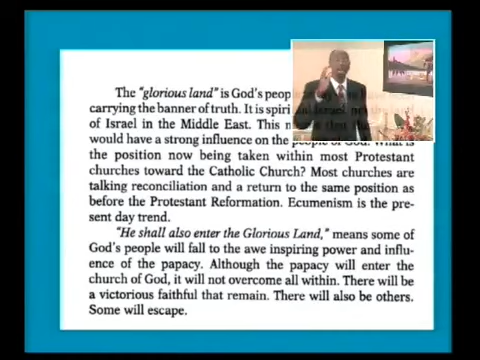 The "glorious land" is God's peop
carrying the banner of truth. It is spiri
of Israel in the Middle East. This
would have a strong influence on the people of God. What is
the position now being taken within most Protestant
churches toward the Catholic Church? Most churches are
talking reconciliation and a return to the same position as
before the Protestant Reformation. Ecumenism is the pre-
sent day trend.
"He shall also enter the Glorious Land," means some of
God's people will fall to the awe inspiring power and influ-
ence of the papacy. Although the papacy will enter the
church of God, it will not overcome all within. There will be
a victorious faithful that remain. There will also be others.
Some will escape.